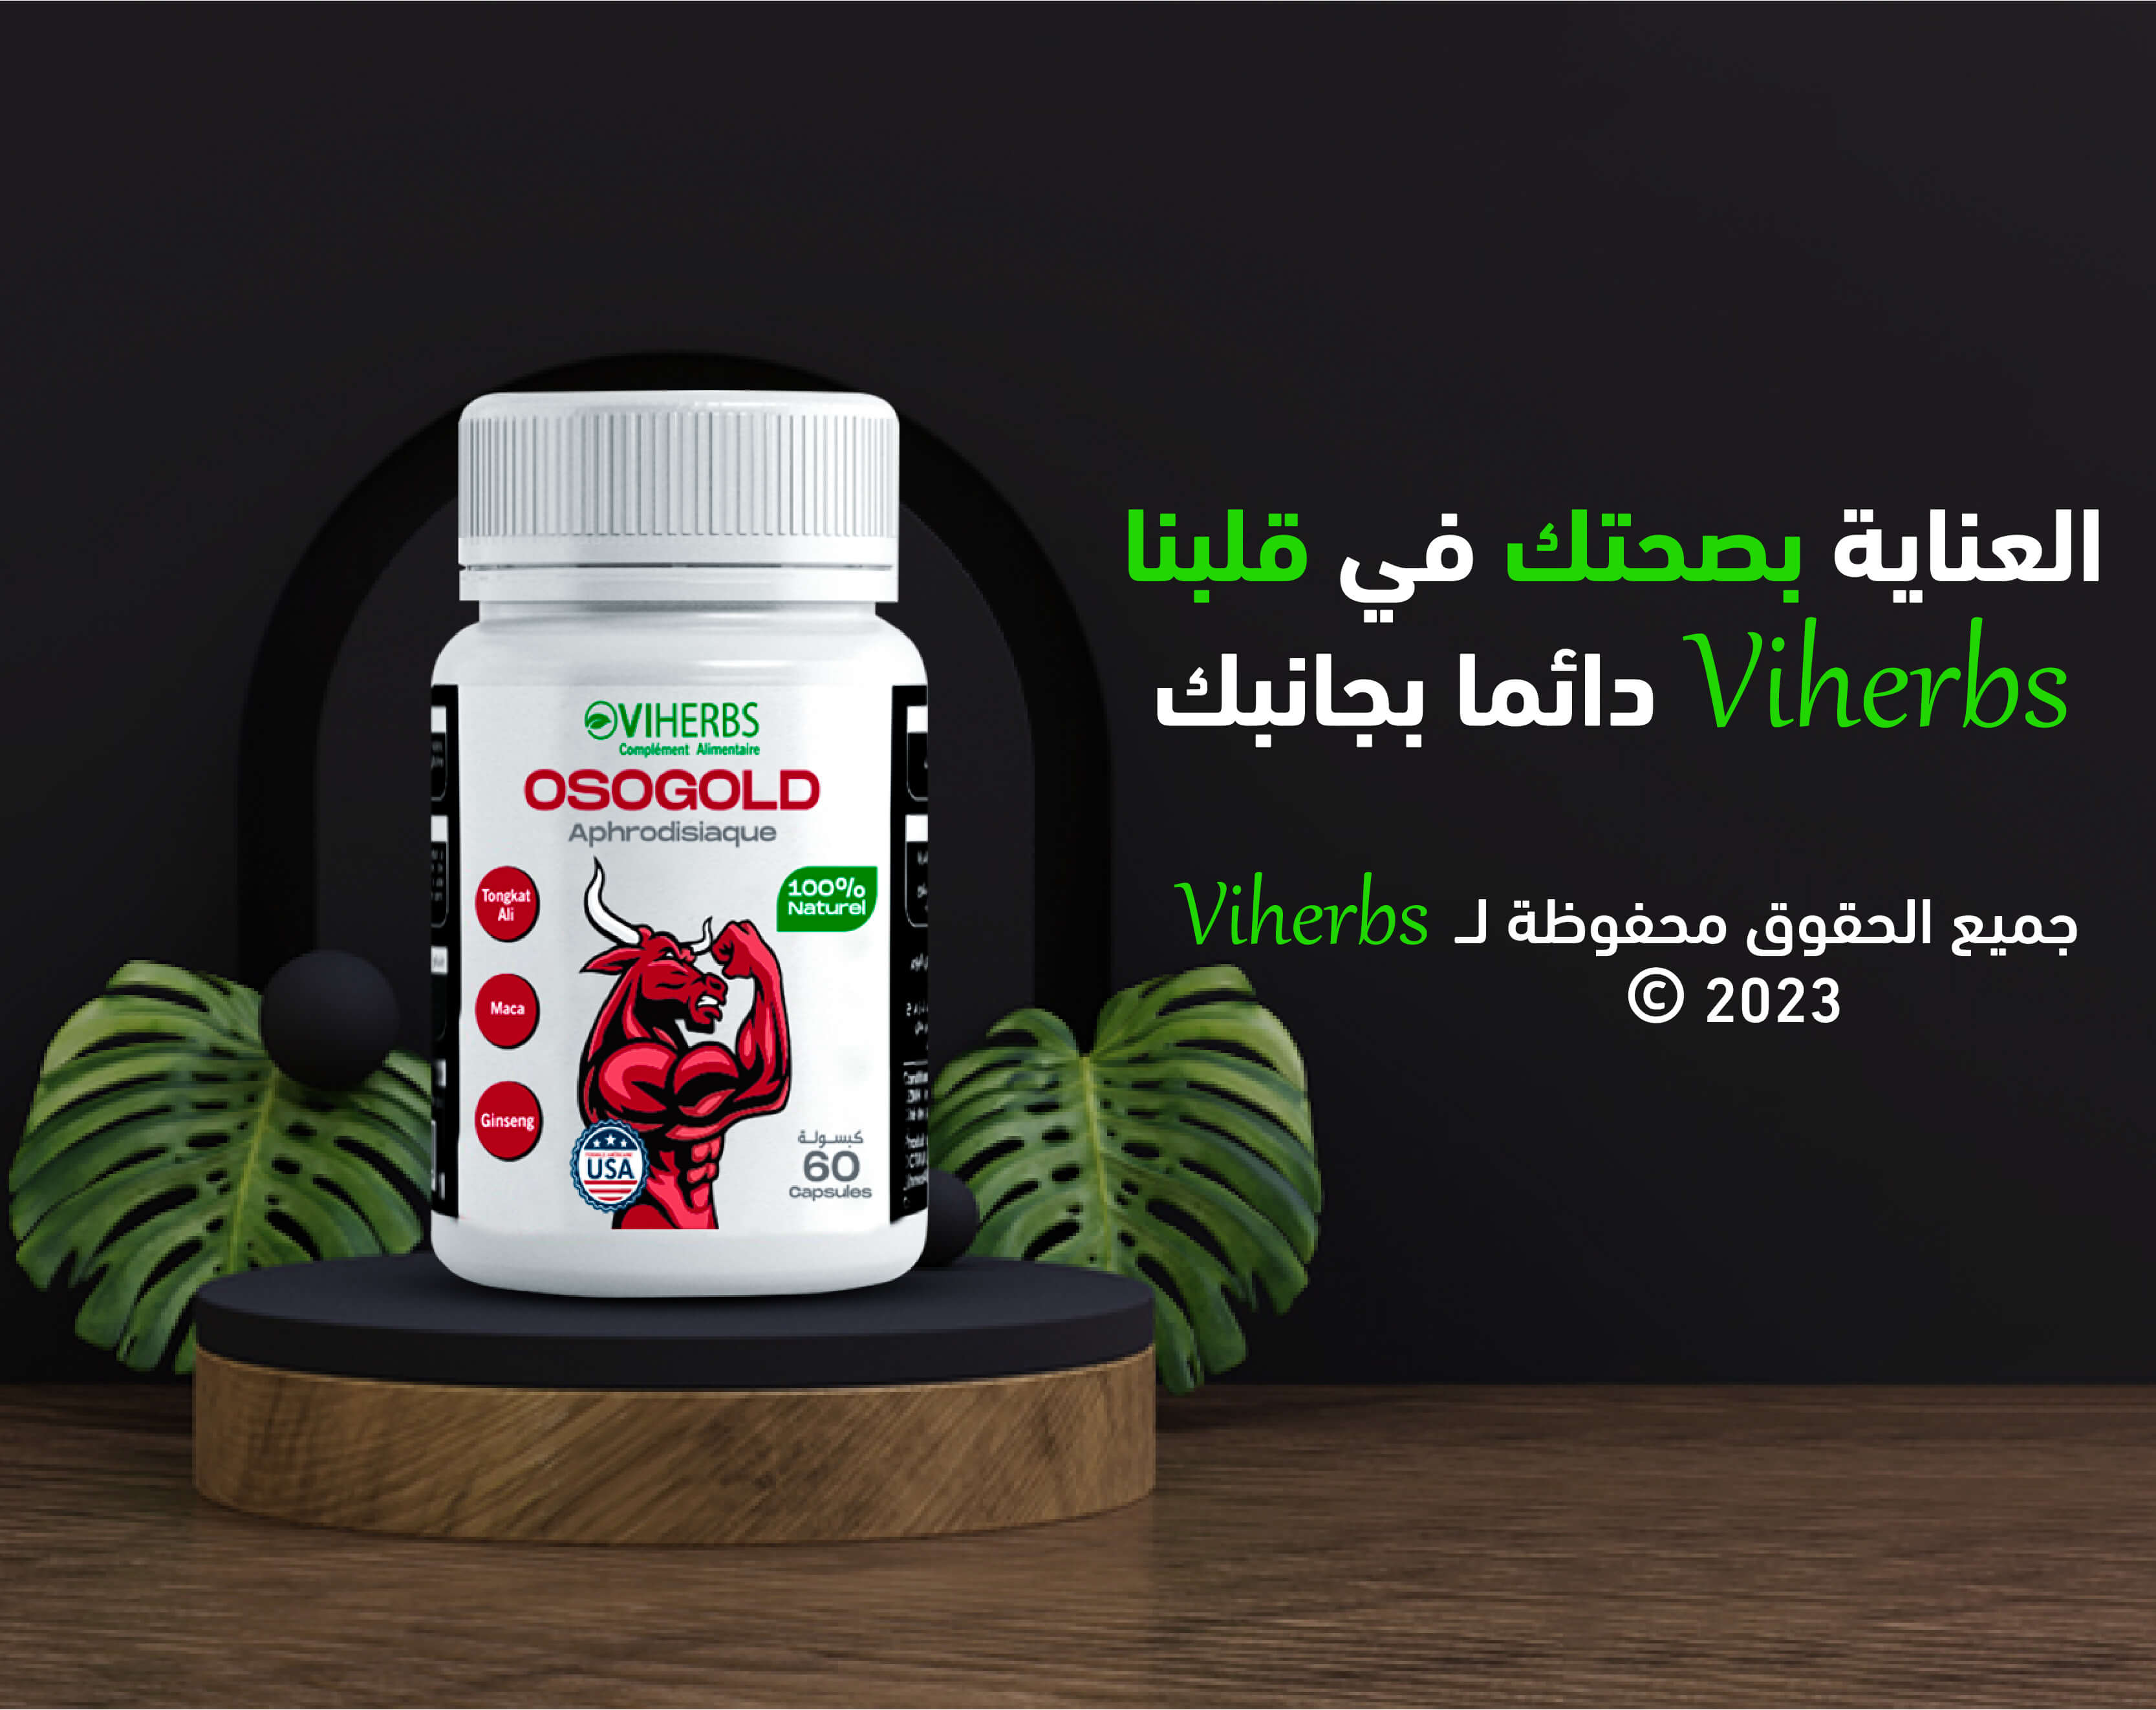 العناية بصحتك في قلبنا
Viherbs دائما بجانبك
جميع الحقوق محفوظة لـ Viherbs
© 2023
VIHERBS
Complément Alimentaire
OSOGOLD
Aphrodisiaque
100%
Naturel
Tongkat
Ali
Maca
Ginseng
USA
كبسولة
60
Capsules